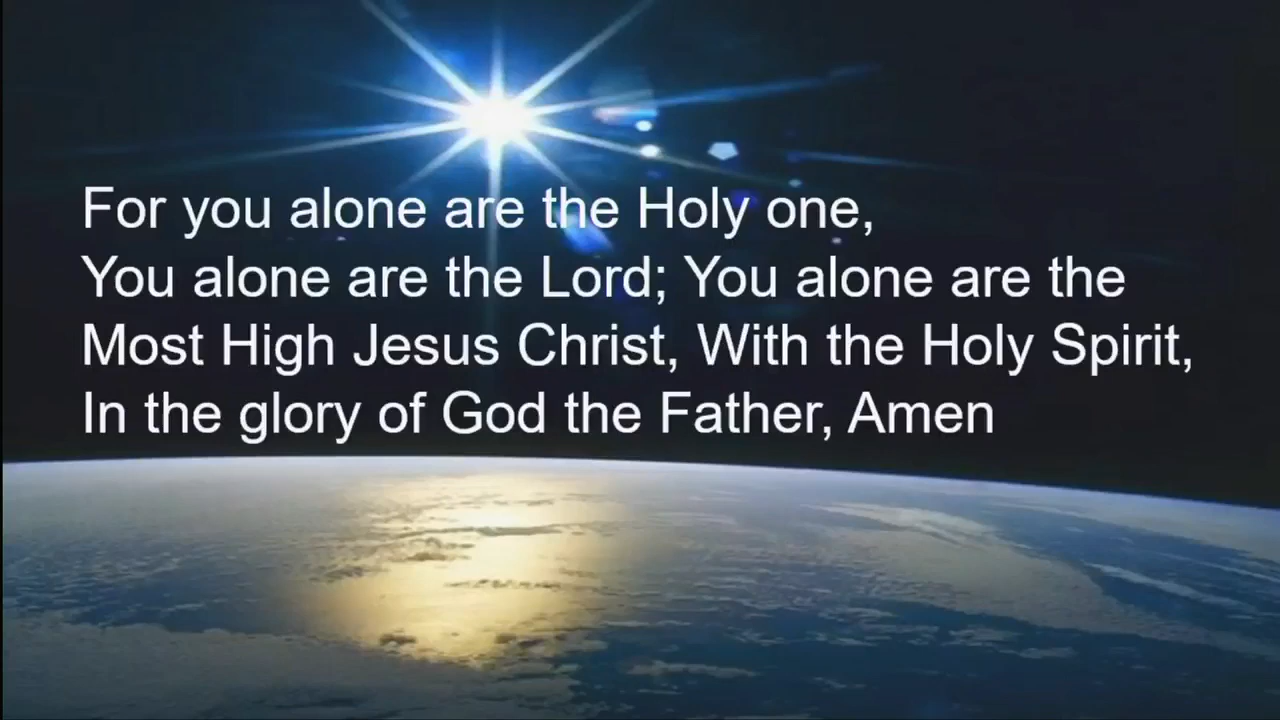 For you alone are the Holy one,
You alone are the Lord; You alone are the
Most High Jesus Christ, With the Holy Spirit,
In the glory of God the Father, Amen